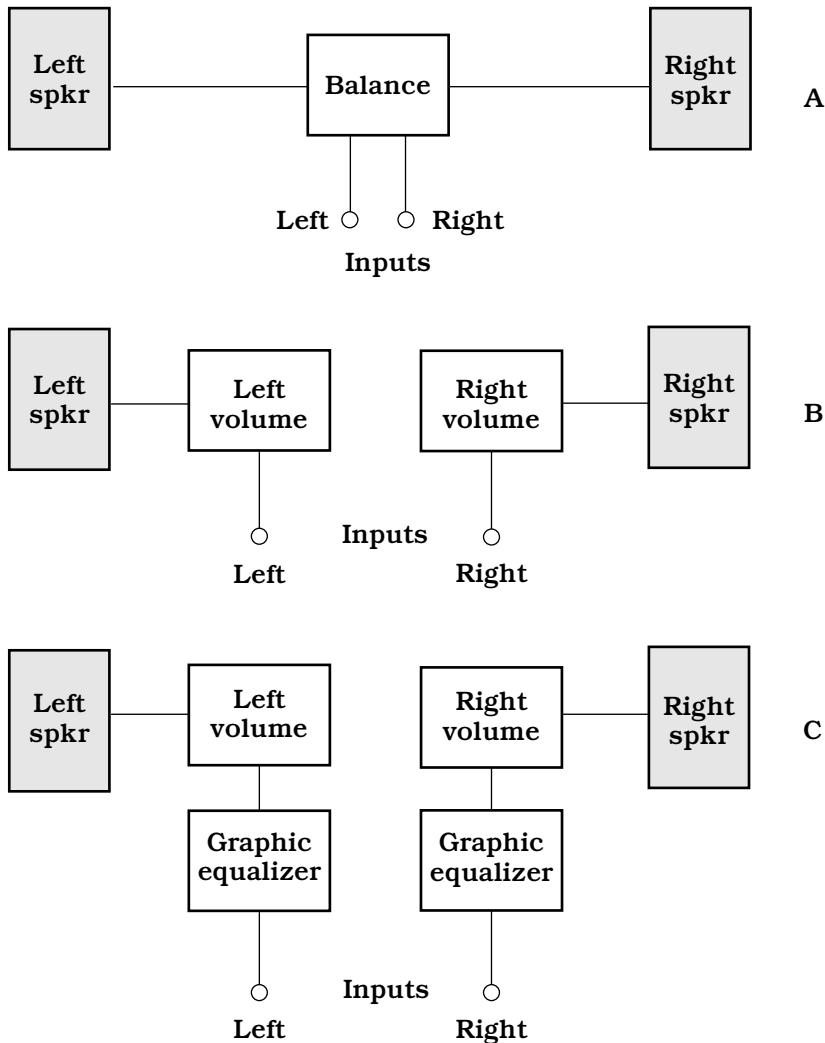 Left
spkr
Balance
Right
spkr
A
Left
Right
Inputs
Left
spkr
Left
volume
Right
volume
Right
spkr
B
Inputs
Left
Right
Left
spkr
Left
volume
Right
volume
Right
spkr
C
Graphic
equalizer
Graphic
equalizer
Inputs
Left
Right